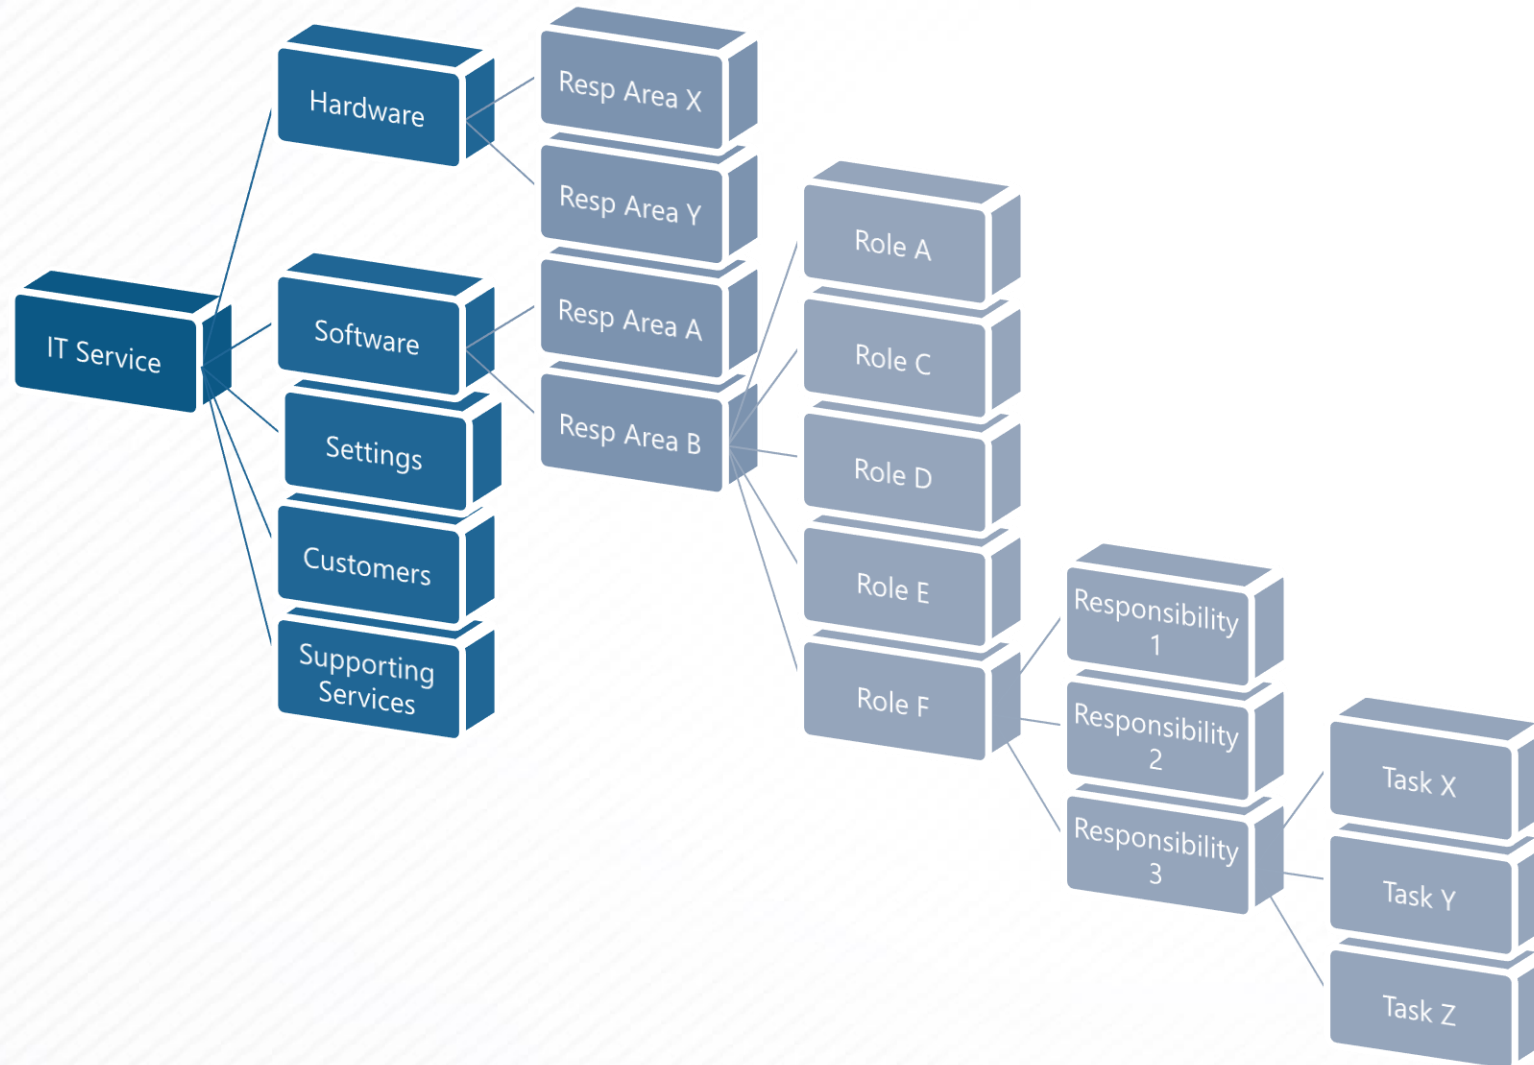 IT Service
Hardware
Software
Settings
Customers
Supporting
Services
Resp Area X
Resp Area Y
Resp Area A
Resp Area B
Role A
Role C
Role D
Role E
Role F
Responsibility
1
Responsibility
2
Responsibility
3
Task X
Task Y
Task Z